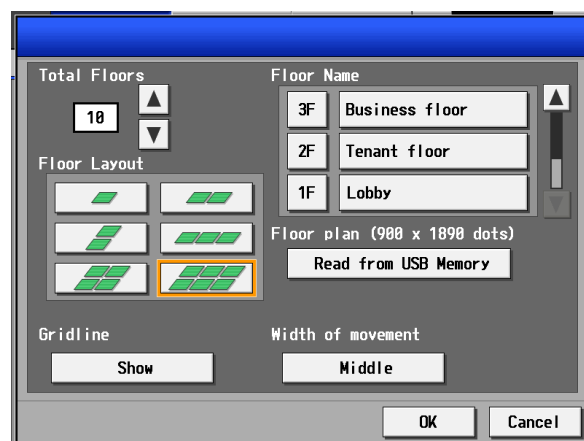 Total Floors
10
Floor Layout
Floor Name
3F Business floor
2F Tenant floor
1F Lobby
Floor plan (900 x 1890 dots)
Read from USB Memory
Gridline
Show
Width of movement
Middle
OK
Cancel